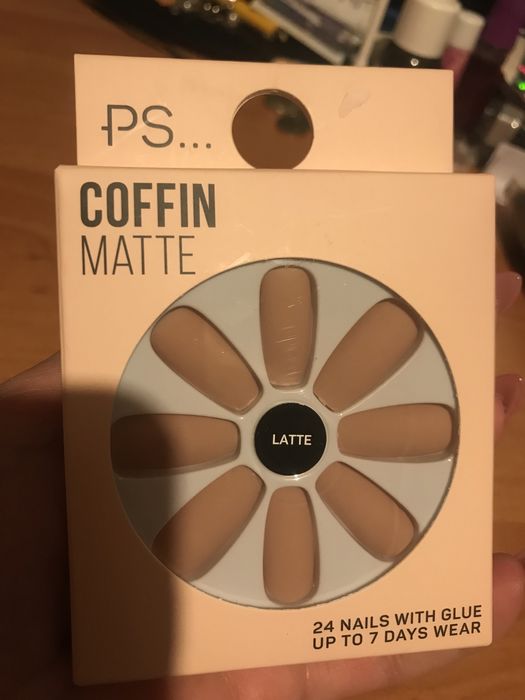 PS...
COFFIN
MATTE
LATTE
24 NAILS WITH GLUE
UP TO 7 DAYS WEAR